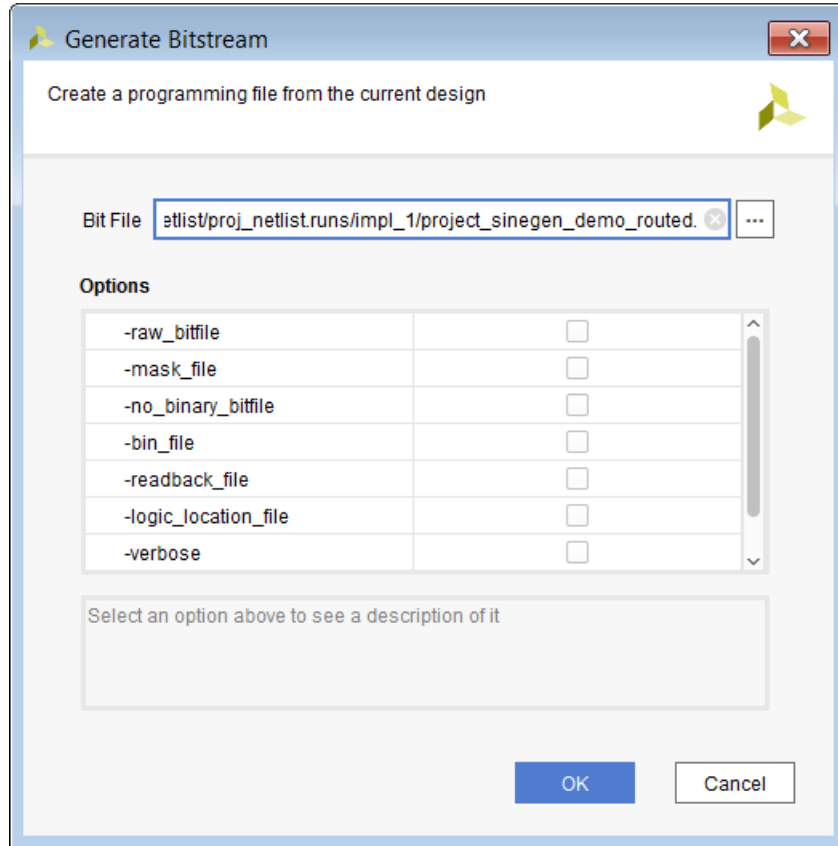 Generate Bitstream
Create a programming file from the current design
Bit File etlist/proj_netlist.runs/impl_1/project_sinegen_demo_routed. ...
Options
-raw_bitfile
-mask_file
-no_binary_bitfile
-bin_file
-readback_file
-logic_location_file
-verbose
Select an option above to see a description of it
OK Cancel